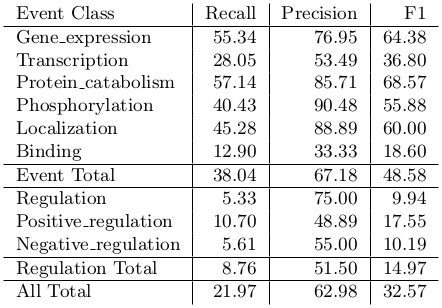 Event Class Recall Precision F1
Gene_expression 55.34 76.95 64.38
Transcription 28.05 53.49 36.80
Protein_catabolism 57.14 85.71 68.57
Phosphorylation 40.43 90.48 55.88
Localization 45.28 88.89 60.00
Binding 12.90 33.33 18.60
Event Total 38.04 67.18 48.58
Regulation 5.33 75.00 9.94
Positive_regulation 10.70 48.89 17.55
Negative_regulation 5.61 55.00 10.19
Regulation Total 8.76 51.50 14.97
All Total 21.97 62.98 32.57